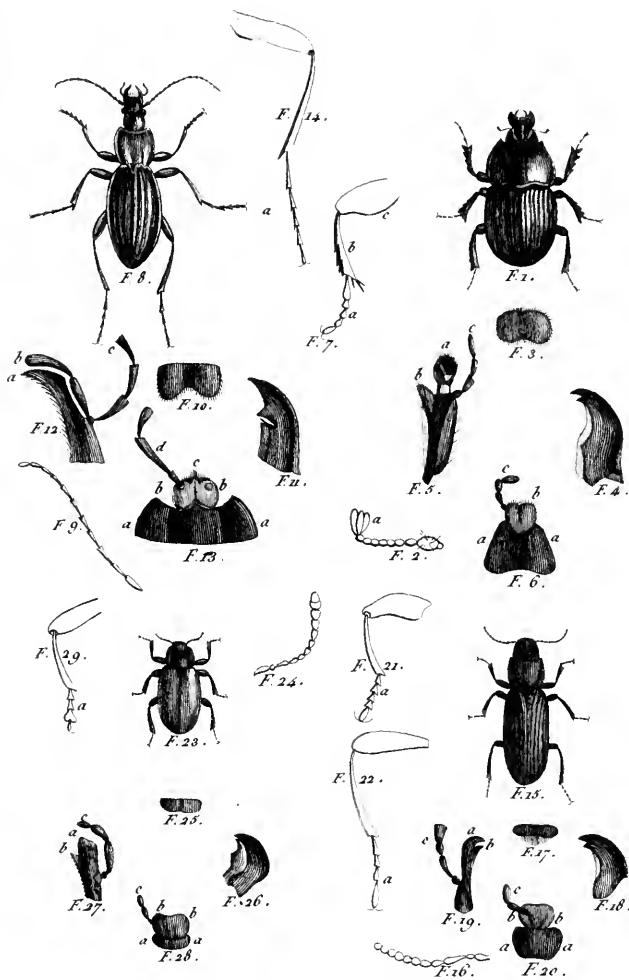 F. 14.
a
F. 8.
c
b
a
F. 7.
F. 1.
F. 3.
c
b
a
F. 12
F. 10.
F. 11.
d
c
b b
a a
F. 13.
F. 9.
a
c
b
F. 5.
F. 4.
a
F. 2.
c
b
a a
F. 6.
F. 29.
a
F. 23.
F. 24.
F. 21.
a
F. 22.
a
F. 15.
F. 25.
c
a
b
F. 27.
F. 26.
c
b b
a a
F. 28.
a
c
b
F. 19.
F. 17.
F. 18.
c
b b
a a
F. 20.
F. 16.